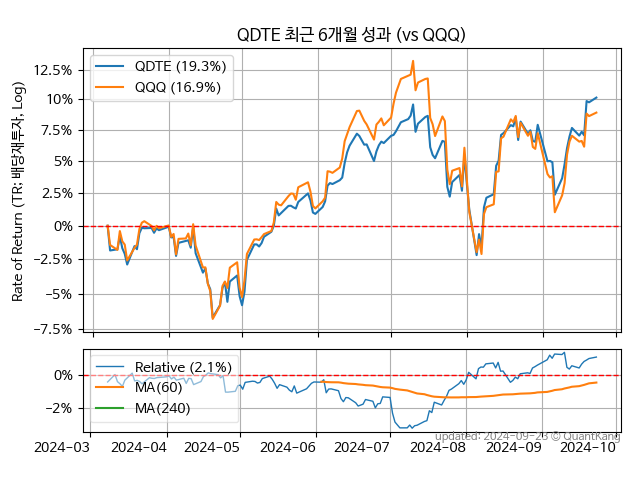 QDTE 최근 6개월 성과 (vs QQQ)
Rate of Return (TR: 배당재투자, Log)
12.5%
10%
7.5%
5%
2.5%
0%
−2.5%
−5%
−7.5%
QDTE (19.3%)
QQQ (16.9%)
0%
−2%
Relative (2.1%)
MA(60)
MA(240)
updated: 2024-09-23 © QuantKang
2024-03
2024-04
2024-05
2024-06
2024-07
2024-08
2024-09
2024-10